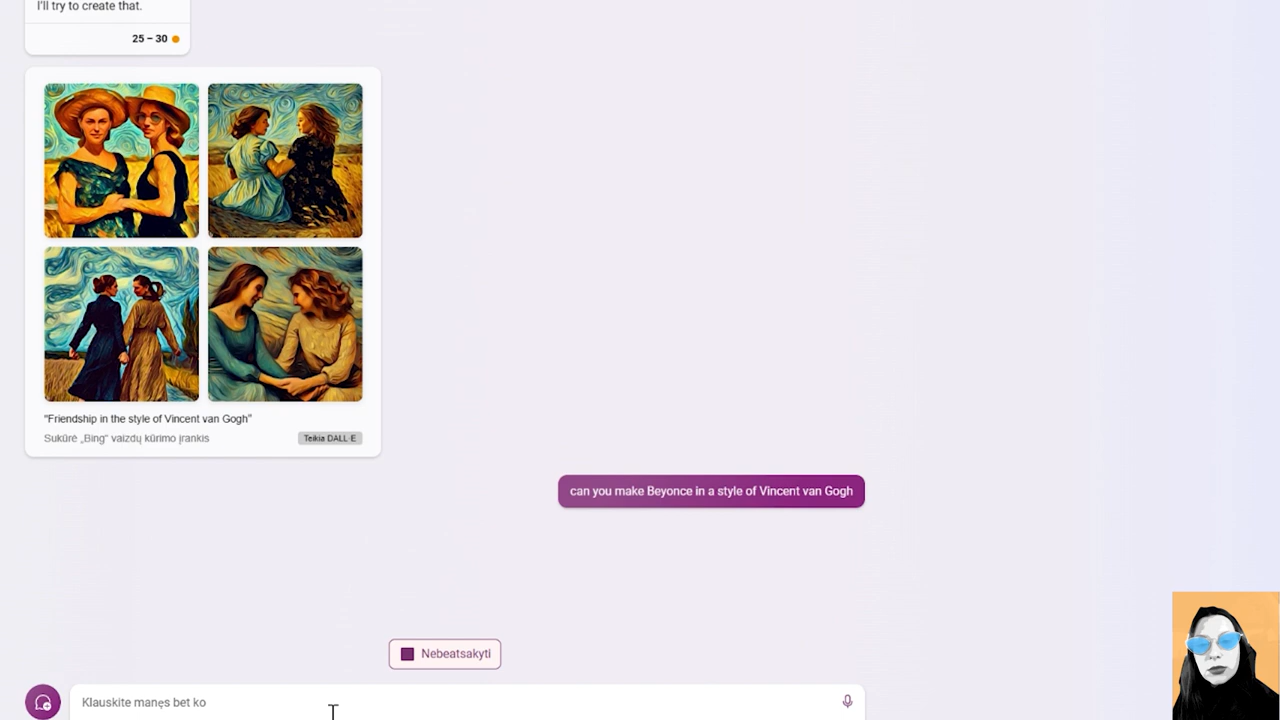 I'll try to create that.
25 – 30
"Friendship in the style of Vincent van Gogh"
Sukūrė „Bing“ vaizdų kūrimo įrankis
Teikia DALL·E
can you make Beyonce in a style of Vincent van Gogh
Nebeatsakyti
Klauskite manęs bet ko